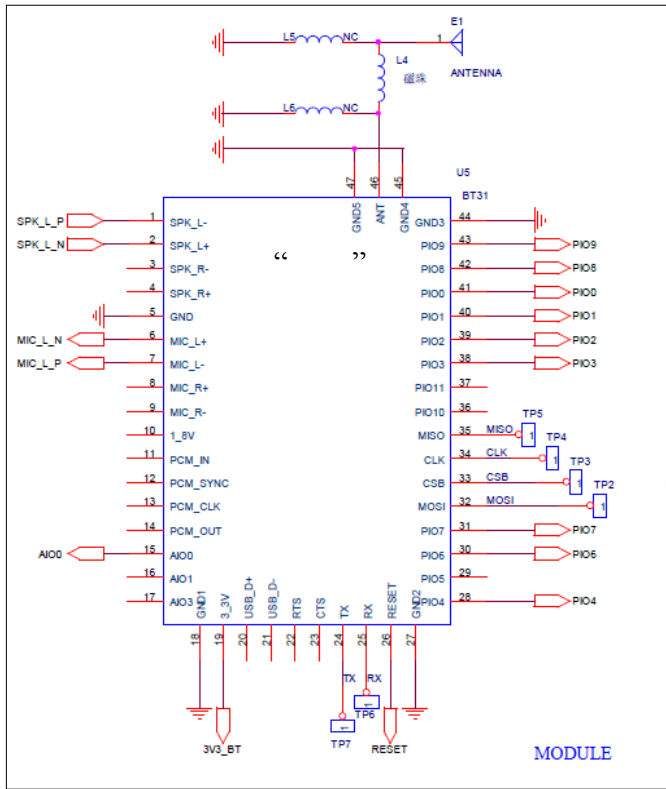 L5 NC
E1
1
ANTENNA
L4
磁珠
L6 NC
47 46 45
GND5 ANT GND4
U5
BT31
“ ”
SPK_L_P 1 SPK_L-
SPK_L_N 2 SPK_L+
3 SPK_R-
4 SPK_R+
5 GND
MIC_L_N 6 MIC_L+
MIC_L_P 7 MIC_L-
8 MIC_R+
9 MIC_R-
10 1_8V
11 PCM_IN
12 PCM_SYNC
13 PCM_CLK
14 PCM_OUT
AIO0 15 AIO0
16 AIO1
17 AIO3
GND3 44
PIO9 43 PIO9
PIO8 42 PIO8
PIO0 41 PIO0
PIO1 40 PIO1
PIO2 39 PIO2
PIO3 38 PIO3
PIO11 37
PIO10 36
MISO 35 MISO 1 TP5
CLK 34 CLK 1 TP4
CSB 33 CSB 1 TP3
MOSI 32 MOSI 1 TP2
PIO7 31 PIO7
PIO6 30 PIO6
PIO5 29
PIO4 28 PIO4
GND1 3_3V USB_D+ USB_D- RTS CTS TX RX RESET GND2
18 19 20 21 22 23 24 25 26 27
TX RX
1 TP6
1 TP7
3V3_BT
RESET
MODULE